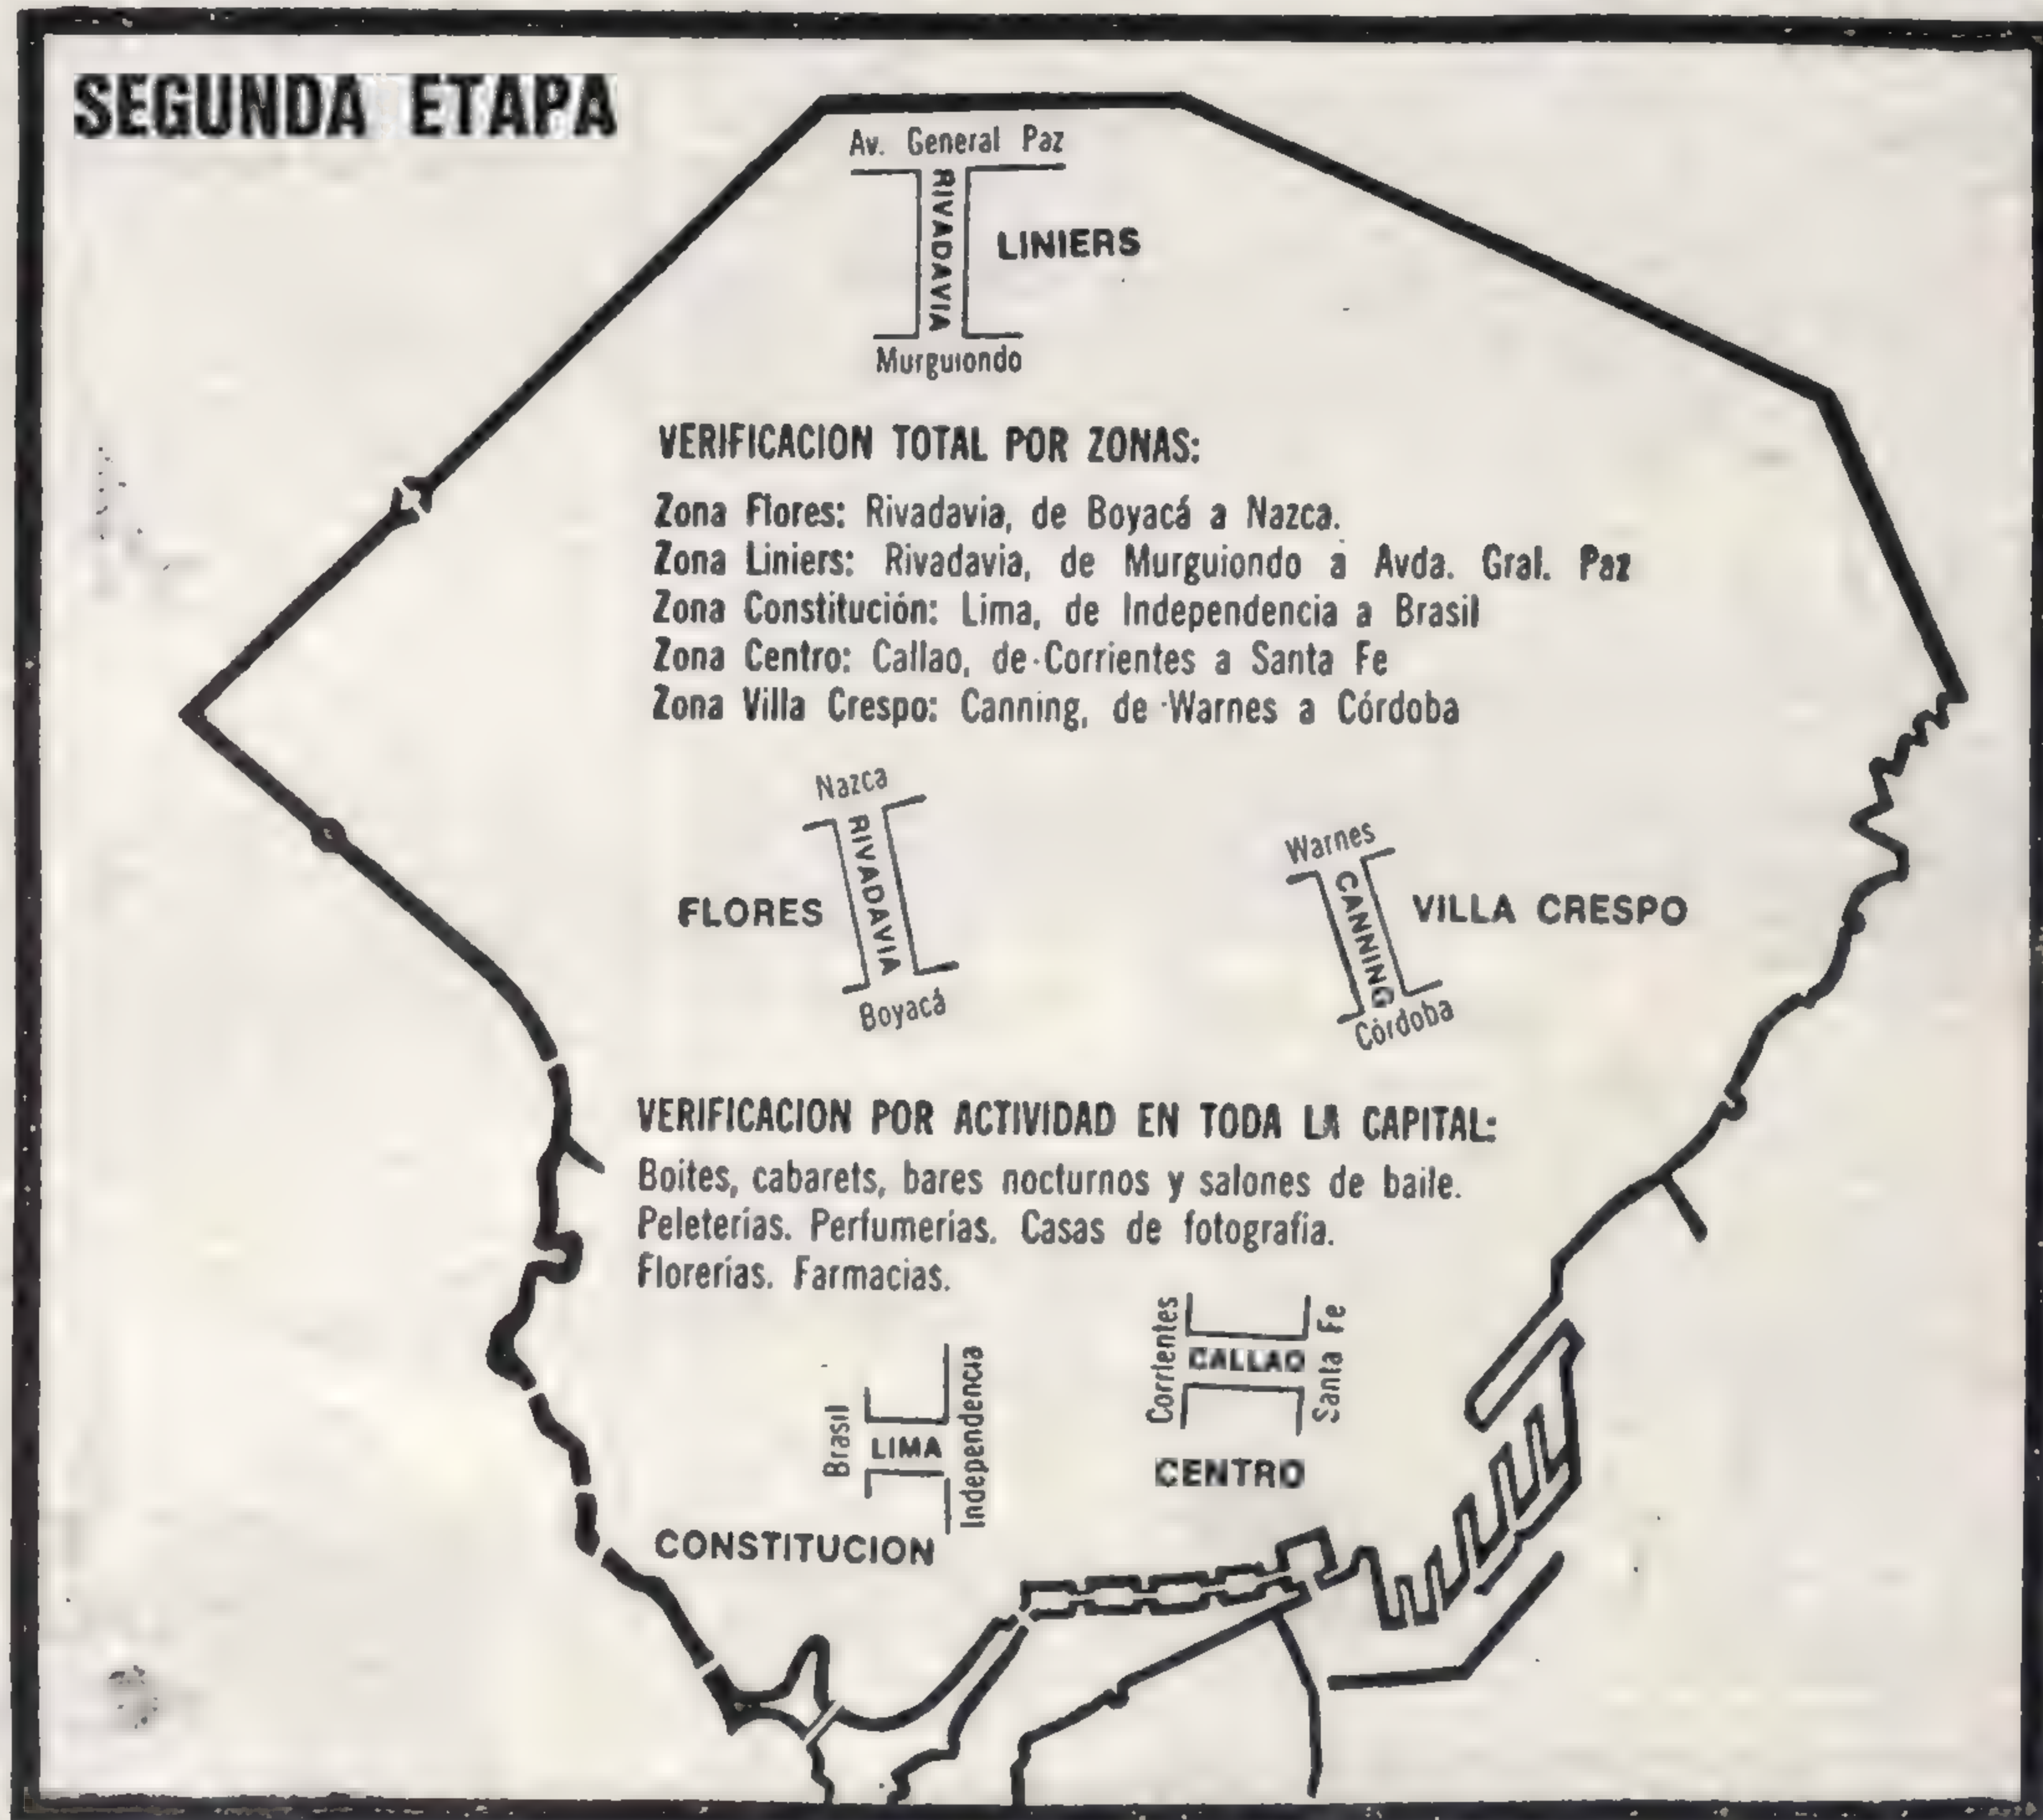 SEGUNDA ETAPA
Av. General Paz
RIVADAVIA
LINIERS
Murguiondo
VERIFICACION TOTAL POR ZONAS:
Zona Flores: Rivadavia, de Boyacá a Nazca.
Zona Liniers: Rivadavia, de Murguiondo a Avda. Gral. Paz
Zona Constitución: Lima, de Independencia a Brasil
Zona Centro: Callao, de Corrientes a Santa Fe
Zona Villa Crespo: Canning, de Warnes a Córdoba
Nazca
RIVADAVIA
FLORES
Boyacá
Warnes
CANNING
VILLA CRESPO
Córdoba
VERIFICACION POR ACTIVIDAD EN TODA LA CAPITAL:
Boites, cabarets, bares nocturnos y salones de baile.
Peleterías. Perfumerías. Casas de fotografía.
Florerías. Farmacias.
Brasil
LIMA
Independencia
CONSTITUCION
Corrientes
CALLAO
Santa Fe
CENTRO